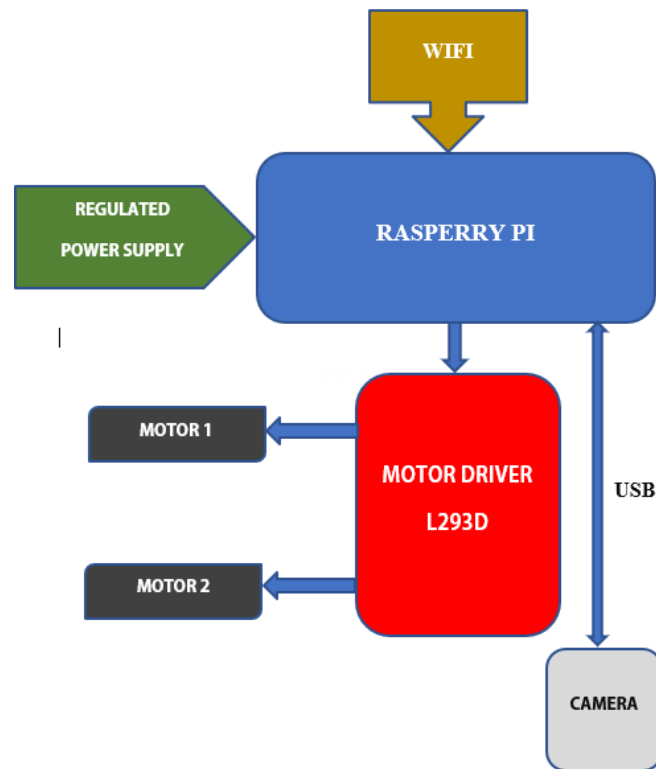 WIFI
REGULATED
POWER SUPPLY
RASPERRY PI
MOTOR 1
MOTOR DRIVER
L293D
USB
MOTOR 2
CAMERA